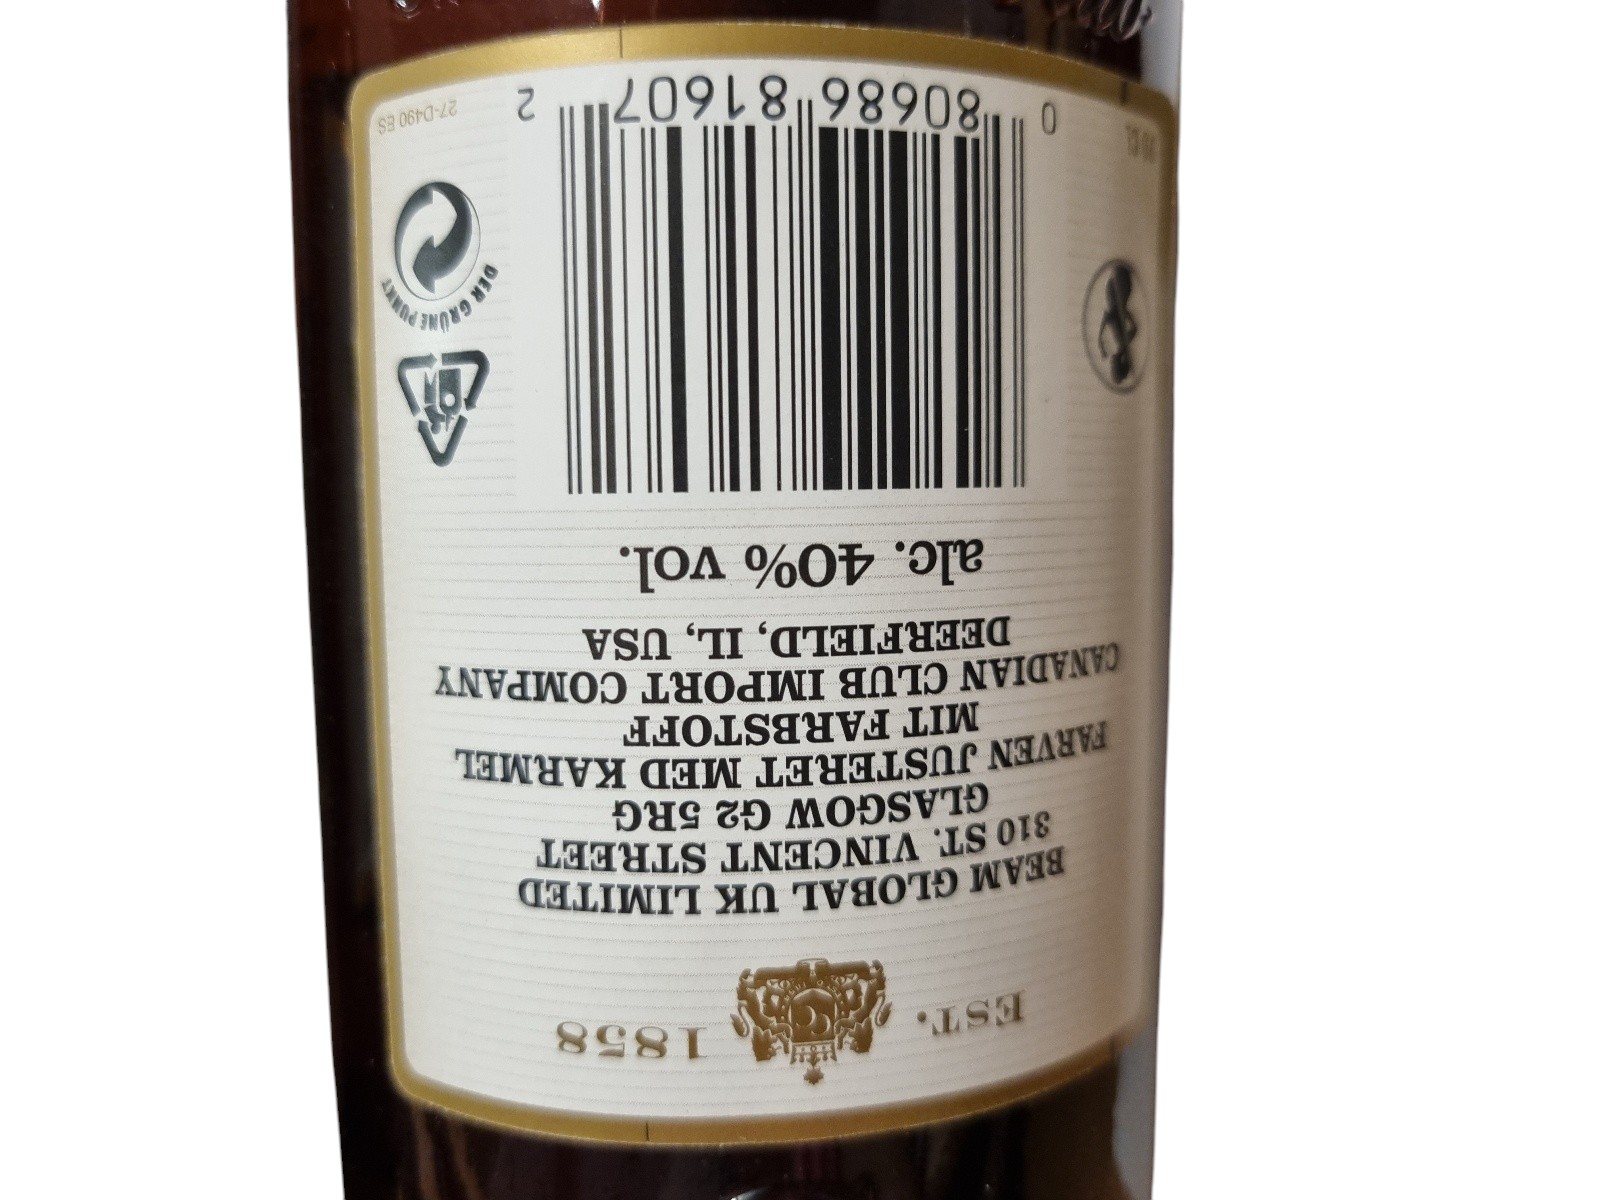 EST. 1858
BEAM GLOBAL UK LIMITED
310 ST. VINCENT STREET
GLASGOW G2 5RG
FARVEN JUSTERET MED KARMEL
MIT FARBSTOFF
CANADIAN CLUB IMPORT COMPANY
DEERFIELD, IL, USA
alc. 40% vol.
DER GRÜNE PUNKT
0 80686 81607 2
70 CL
27-D490 ES